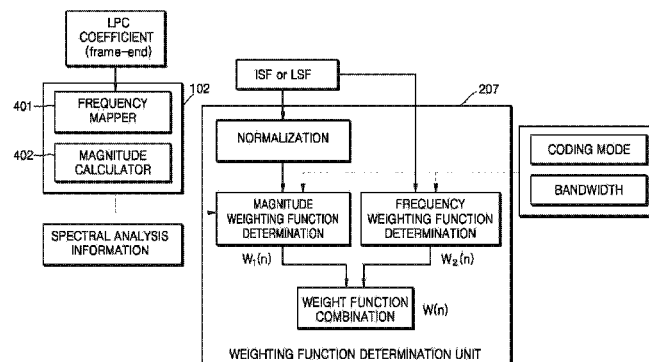 LPC
COEFFICIENT
(frame-end)
102
401
FREQUENCY
MAPPER
402
MAGNITUDE
CALCULATOR
SPECTRAL ANALYSIS
INFORMATION
ISF or LSF
207
NORMALIZATION
MAGNITUDE
WEIGHTING FUNCTION
DETERMINATION
FREQUENCY
WEIGHTING FUNCTION
DETERMINATION
CODING MODE
BANDWIDTH
W₁(n)
W₂(n)
WEIGHT FUNCTION
COMBINATION
W(n)
WEIGHTING FUNCTION DETERMINATION UNIT